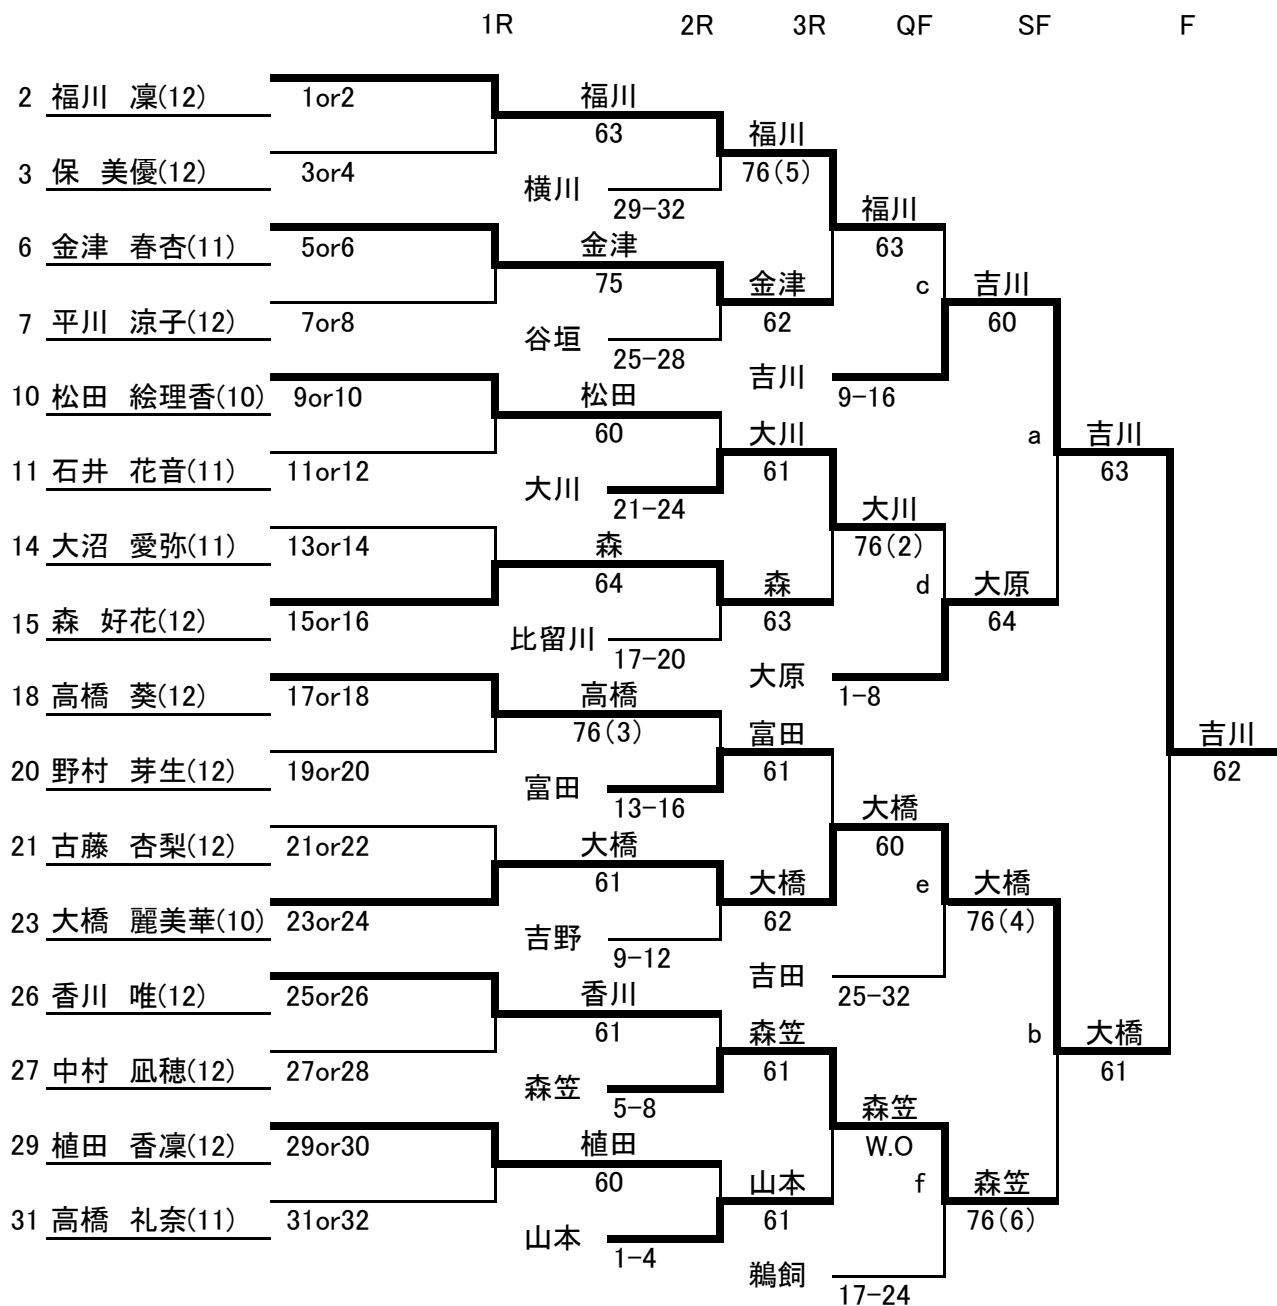 1R 2R 3R QF SF F
2 福川 凜(12) 1or2 福川
63 福川
3 保 美優(12) 3or4 横川 76(5)
29-32 福川
6 金津 春杏(11) 5or6 金津 63
75 金津 c 吉川
7 平川 涼子(12) 7or8 谷垣 62 60
25-28 吉川
10 松田 絵理香(10) 9or10 松田 9-16
60 大川 a 吉川
11 石井 花音(11) 11or12 大川 61 63
21-24 大川
14 大沼 愛弥(11) 13or14 森 76(2)
64 森 d 大原
15 森 好花(12) 15or16 比留川 63 64
17-20 大原
18 高橋 葵(12) 17or18 高橋 1-8
76(3) 富田 吉川
20 野村 芽生(12) 19or20 富田 61 62
13-16 大橋
21 古藤 杏梨(12) 21or22 大橋 60
61 大橋 e 大橋
23 大橋 麗美華(10) 23or24 吉野 62 76(4)
9-12 吉田
26 香川 唯(12) 25or26 香川 25-32
61 森笠 b 大橋
27 中村 凪穂(12) 27or28 森笠 61 61
5-8 森笠
29 植田 香凜(12) 29or30 植田 W.O
60 山本 f 森笠
31 高橋 礼奈(11) 31or32 山本 61 76(6)
1-4 鵜飼
17-24